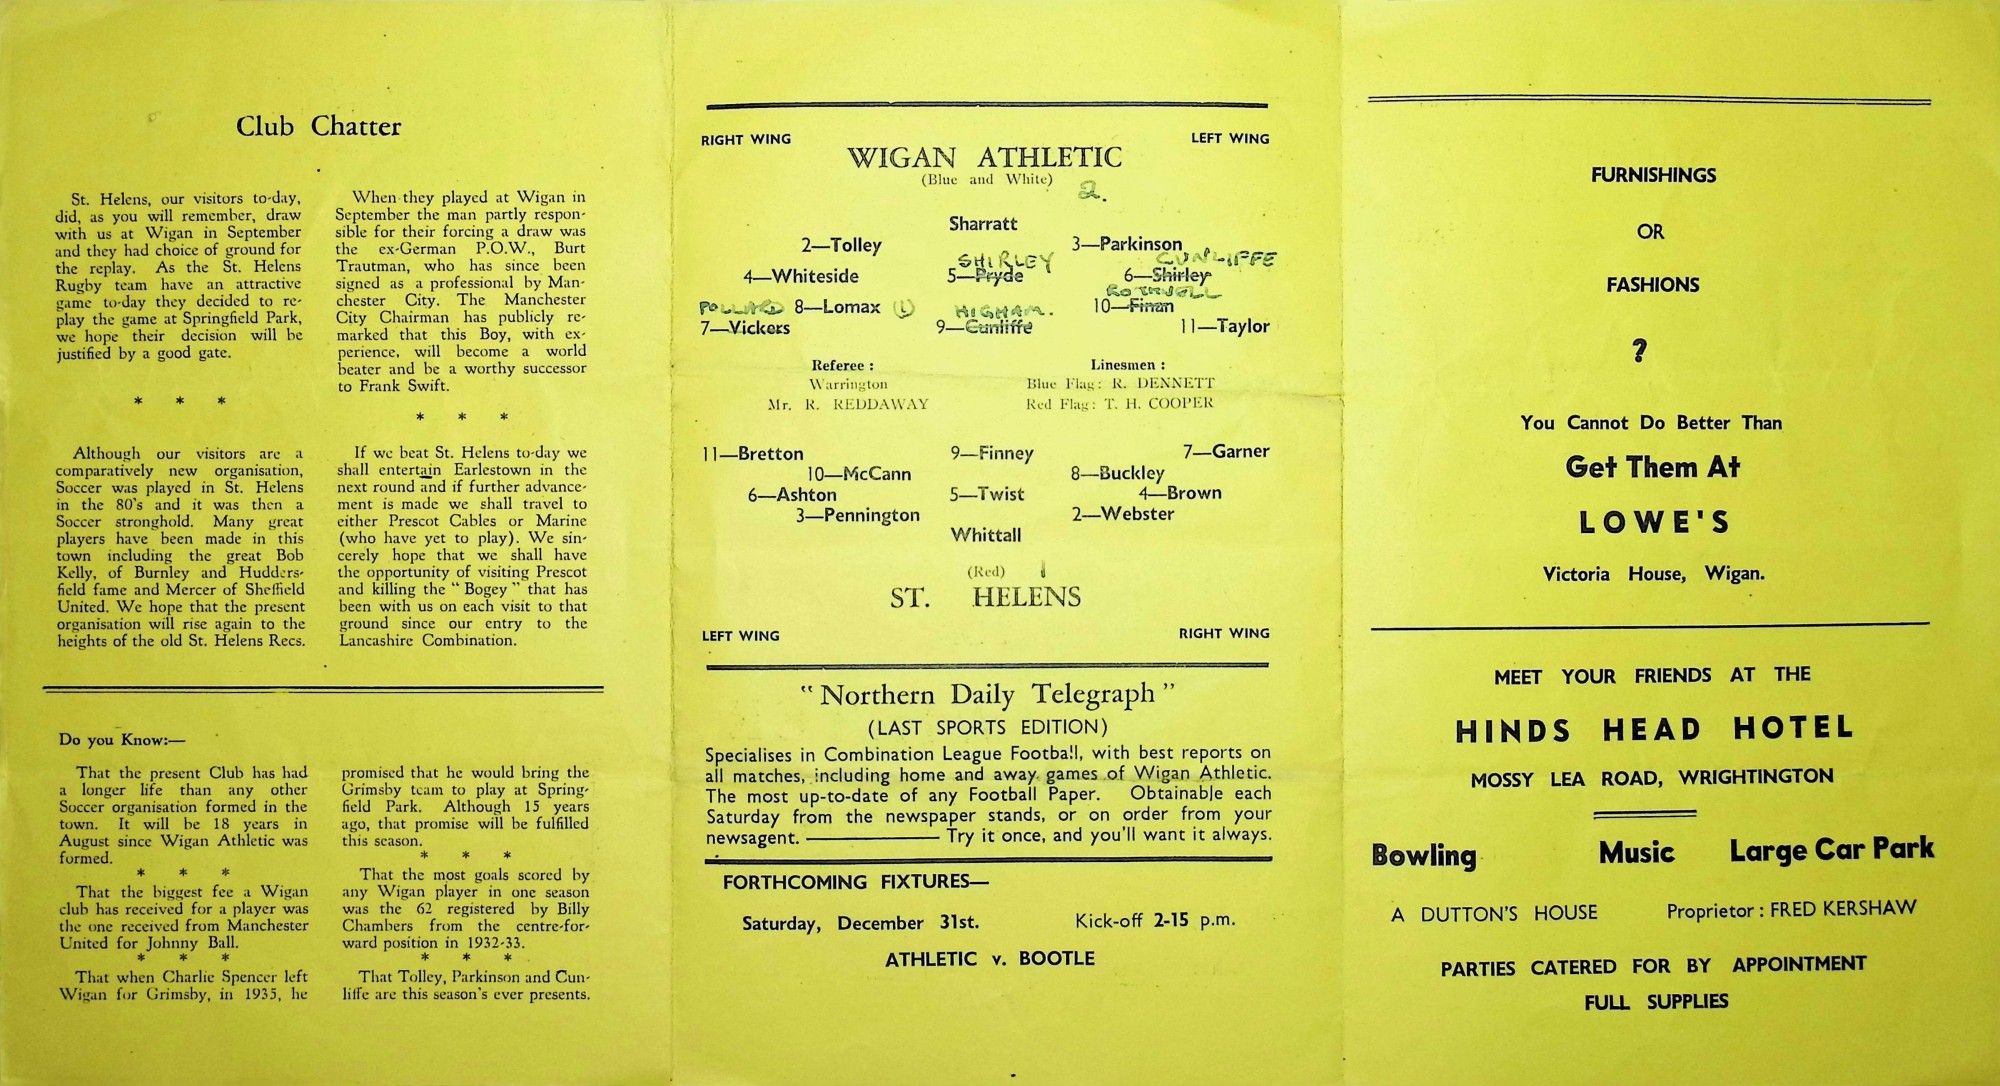 Club Chatter
St. Helens, our visitors to-day,
did, as you will remember, draw
with us at Wigan in September
and they had choice of ground for
the replay. As the St. Helens
Rugby team have an attractive
game to-day they decided to re-
play the game at Springfield Park,
we hope their decision will be
justified by a good gate.
* * *
Although our visitors are a
comparatively new organisation,
Soccer was played in St. Helens
in the 80's and it was then a
Soccer stronghold. Many great
players have been made in this
town including the great Bob
Kelly, of Burnley and Hudders-
field fame and Mercer of Sheffield
United. We hope that the present
organisation will rise again to the
heights of the old St. Helens Recs.
When they played at Wigan in
September the man partly respon-
sible for their forcing a draw was
the ex-German P.O.W., Burt
Trautman, who has since been
signed as a professional by Man-
chester City. The Manchester
City Chairman has publicly re-
marked that this Boy, with ex-
perience, will become a world
beater and be a worthy successor
to Frank Swift.
* * *
If we beat St. Helens to-day we
shall entertain Earlestown in the
next round and if further advance-
ment is made we shall travel to
either Prescot Cables or Marine
(who have yet to play). We sin-
cerely hope that we shall have
the opportunity of visiting Prescot
and killing the "Bogey" that has
been with us on each visit to that
ground since our entry to the
Lancashire Combination.
Do you Know:—
That the present Club has had
a longer life than any other
Soccer organisation formed in the
town. It will be 18 years in
August since Wigan Athletic was
formed.
* * *
That the biggest fee a Wigan
club has received for a player was
the one received from Manchester
United for Johnny Ball.
* * *
That when Charlie Spencer left
Wigan for Grimsby, in 1935, he
promised that he would bring the
Grimsby team to play at Spring-
field Park. Although 15 years
ago, that promise will be fulfilled
this season.
* * *
That the most goals scored by
any Wigan player in one season
was the 62 registered by Billy
Chambers from the centre-for-
ward position in 1932-33.
* * *
That Tolley, Parkinson and Cun-
liffe are this season's ever presents.
RIGHT WING LEFT WING
WIGAN ATHLETIC
(Blue and White)
2.
Sharratt
2—Tolley 3—Parkinson
SHIRLEY CUNLIFFE
4—Whiteside 5—Pryde 6—Shirley
ROTHWELL
POLLARD 8—Lomax (L) HIGHAM. 10—Finan
7—Vickers 9—Cunliffe 11—Taylor
Referee : Linesmen :
Warrington Blue Flag: R. DENNETT
Mr. R. REDDAWAY Red Flag: T. H. COOPER
11—Bretton 9—Finney 7—Garner
10—McCann 8—Buckley
6—Ashton 5—Twist 4—Brown
3—Pennington 2—Webster
Whittall
(Red) 1
ST. HELENS
LEFT WING RIGHT WING
"Northern Daily Telegraph"
(LAST SPORTS EDITION)
Specialises in Combination League Football, with best reports on
all matches, including home and away games of Wigan Athletic.
The most up-to-date of any Football Paper. Obtainable each
Saturday from the newspaper stands, or on order from your
newsagent. ——— Try it once, and you'll want it always.
FORTHCOMING FIXTURES—
Saturday, December 31st. Kick-off 2-15 p.m.
ATHLETIC v. BOOTLE
FURNISHINGS
OR
FASHIONS
?
You Cannot Do Better Than
Get Them At
LOWE'S
Victoria House, Wigan.
MEET YOUR FRIENDS AT THE
HINDS HEAD HOTEL
MOSSY LEA ROAD, WRIGHTINGTON
Bowling Music Large Car Park
A DUTTON'S HOUSE Proprietor : FRED KERSHAW
PARTIES CATERED FOR BY APPOINTMENT
FULL SUPPLIES